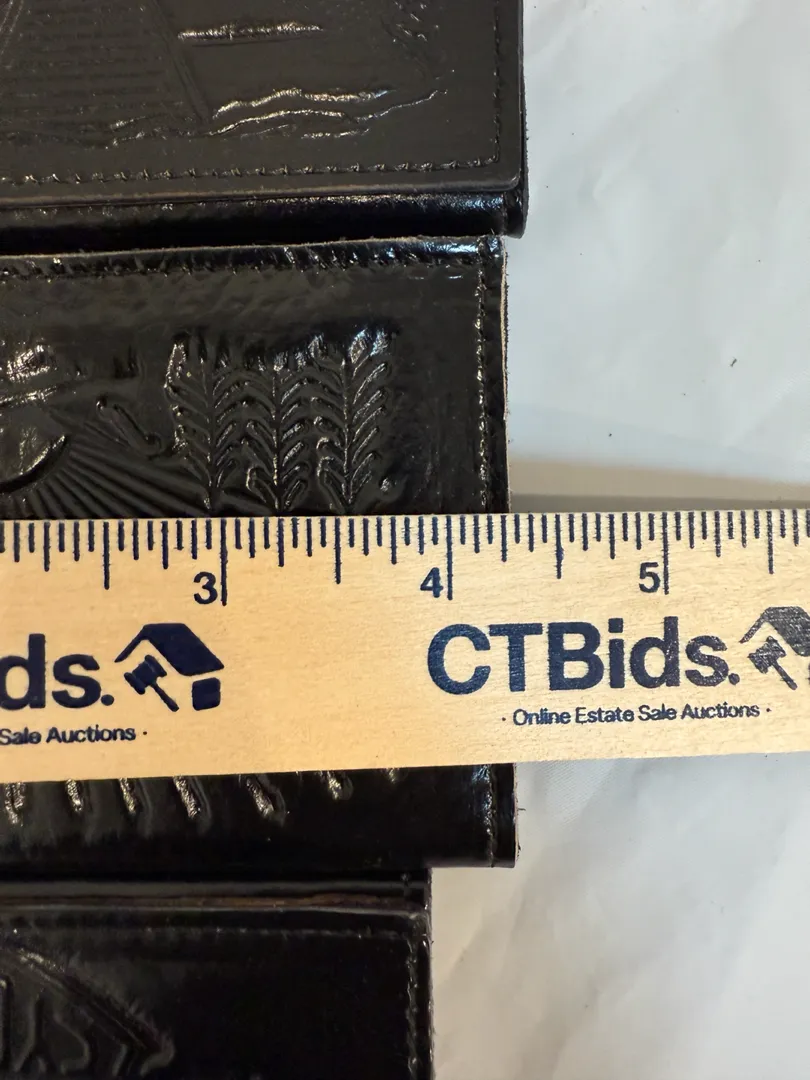 3 4 5
ds. CTBids.
Sale Auctions · · Online Estate Sale Auctions ·